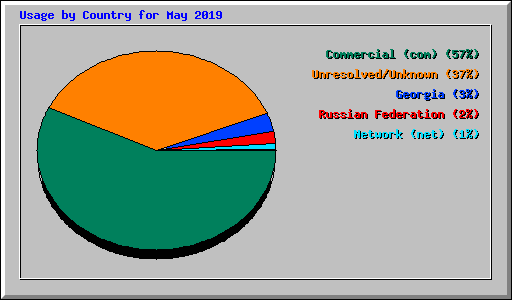 Usage by Country for May 2019
Commercial (com) (57%)
Unresolved/Unknown (37%)
Georgia (3%)
Russian Federation (2%)
Network (net) (1%)